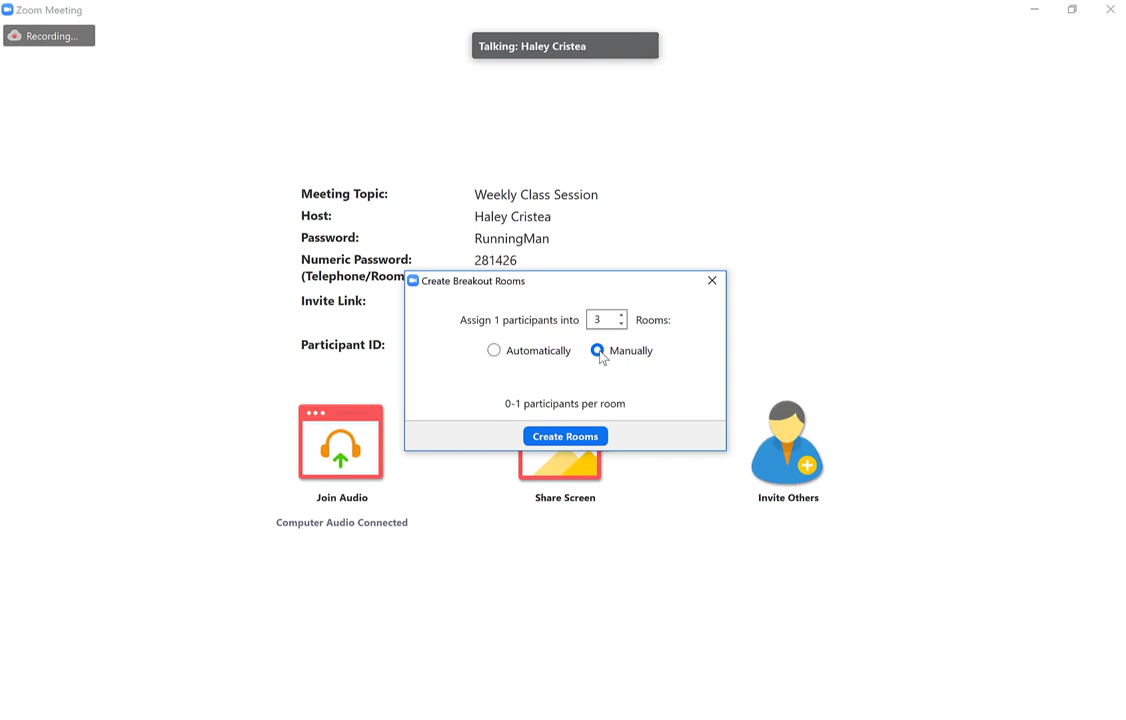 Zoom Meeting
Recording...
Talking: Haley Cristea
Meeting Topic: Weekly Class Session
Host: Haley Cristea
Password: RunningMan
Numeric Password: 281426
(Telephone/Room
Invite Link:
Participant ID:
Create Breakout Rooms
Assign 1 participants into 3 Rooms:
Automatically Manually
0-1 participants per room
Create Rooms
Join Audio Share Screen Invite Others
Computer Audio Connected